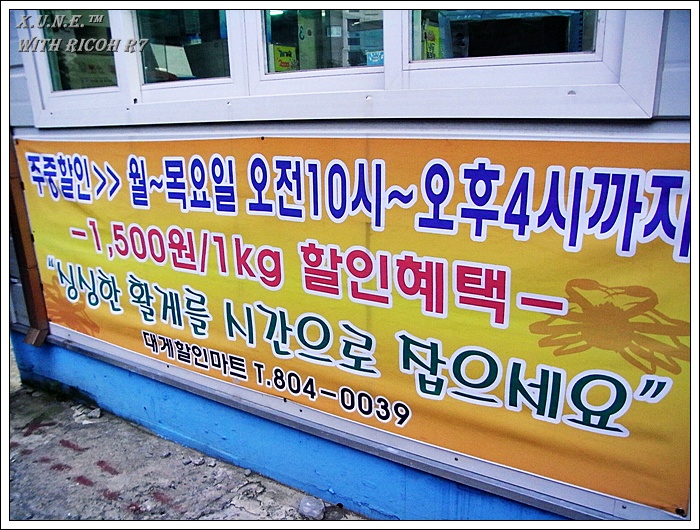 X.U.N.E.™
WITH RICOH R7
주중할인>> 월~목요일 오전10시~오후4시까지
-1,500원/1kg 할인혜택-
“싱싱한 활게를 시간으로 잡으세요”
대게할인마트 T.804-0039